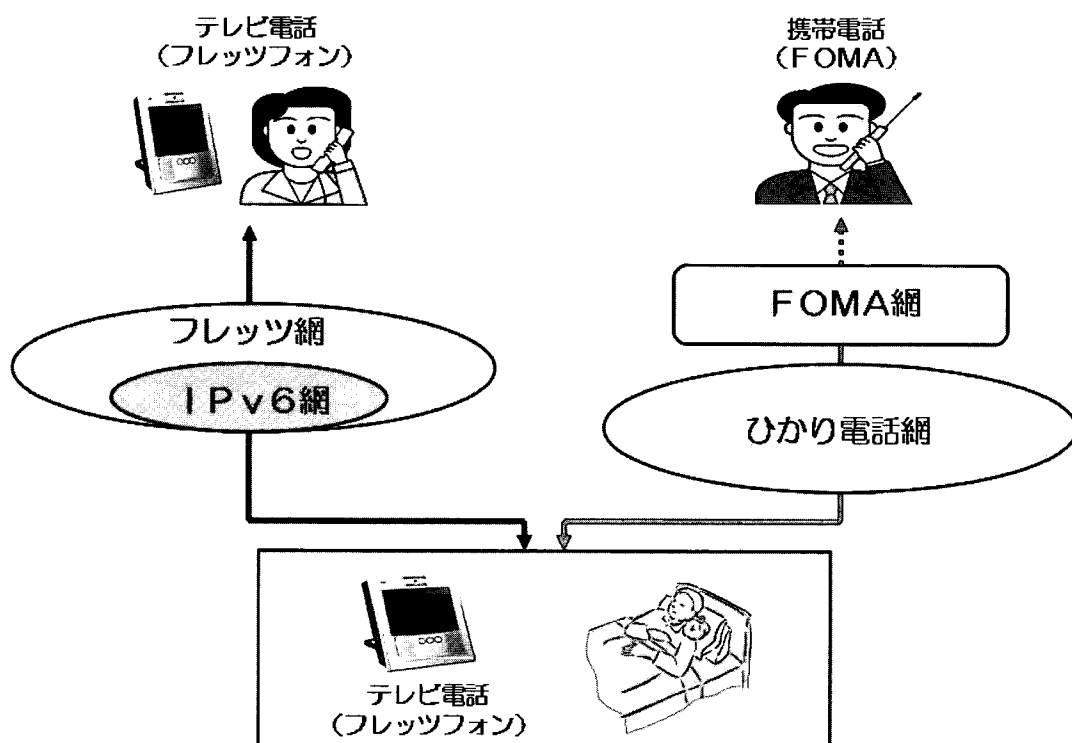 テレビ電話
（フレッツフォン）
携帯電話
（ＦＯＭＡ）
フレッツ網
ＩＰｖ６網
ＦＯＭＡ網
ひかり電話網
テレビ電話
（フレッツフォン）